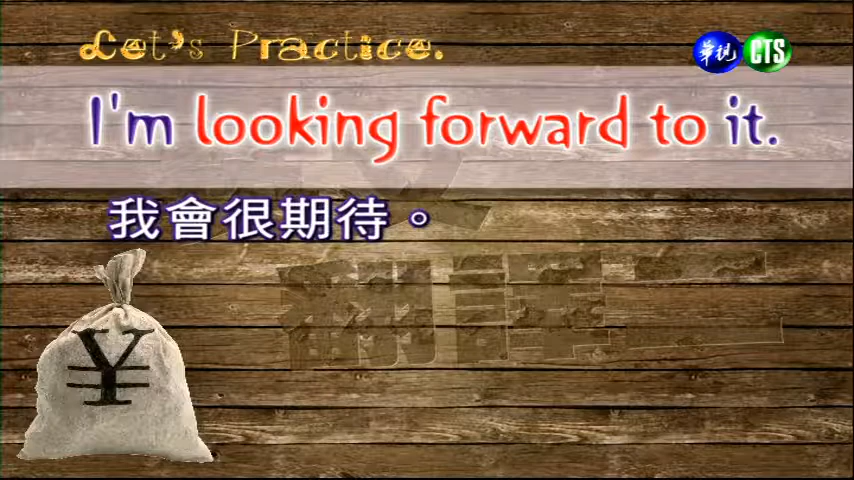 Let's Practice.
華視 CTS
I'm looking forward to it.
我會很期待。
¥